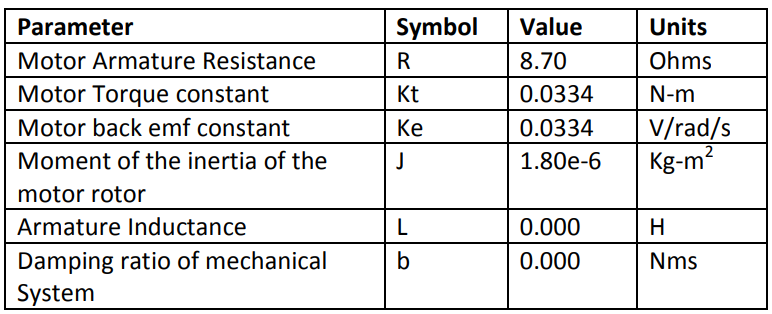 Parameter Symbol Value Units
Motor Armature Resistance R 8.70 Ohms
Motor Torque constant Kt 0.0334 N-m
Motor back emf constant Ke 0.0334 V/rad/s
Moment of the inertia of the J 1.80e-6 Kg-m²
motor rotor
Armature Inductance L 0.000 H
Damping ratio of mechanical b 0.000 Nms
System